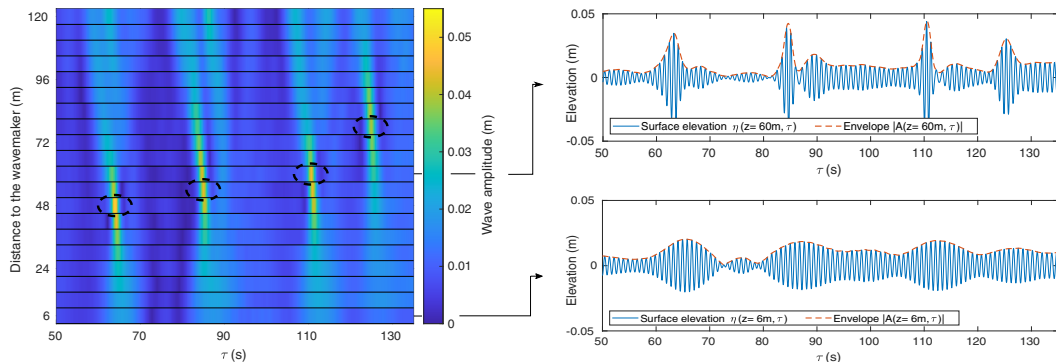 120
96
72
48
24
6
Distance to the wavemaker (m)
50
70
90
110
130
τ (s)
0.05
0.04
0.03
0.02
0.01
0
Wave amplitude (m)
0.05
0
-0.05
Elevation (m)
Surface elevation η (z= 60m, τ)
Envelope |A(z= 60m, τ)|
50 60 70 80 90 100 110 120 130
τ (s)
0.05
0
-0.05
Elevation (m)
Surface elevation η (z= 6m, τ)
Envelope |A(z= 6m, τ)|
50 60 70 80 90 100 110 120 130
τ (s)